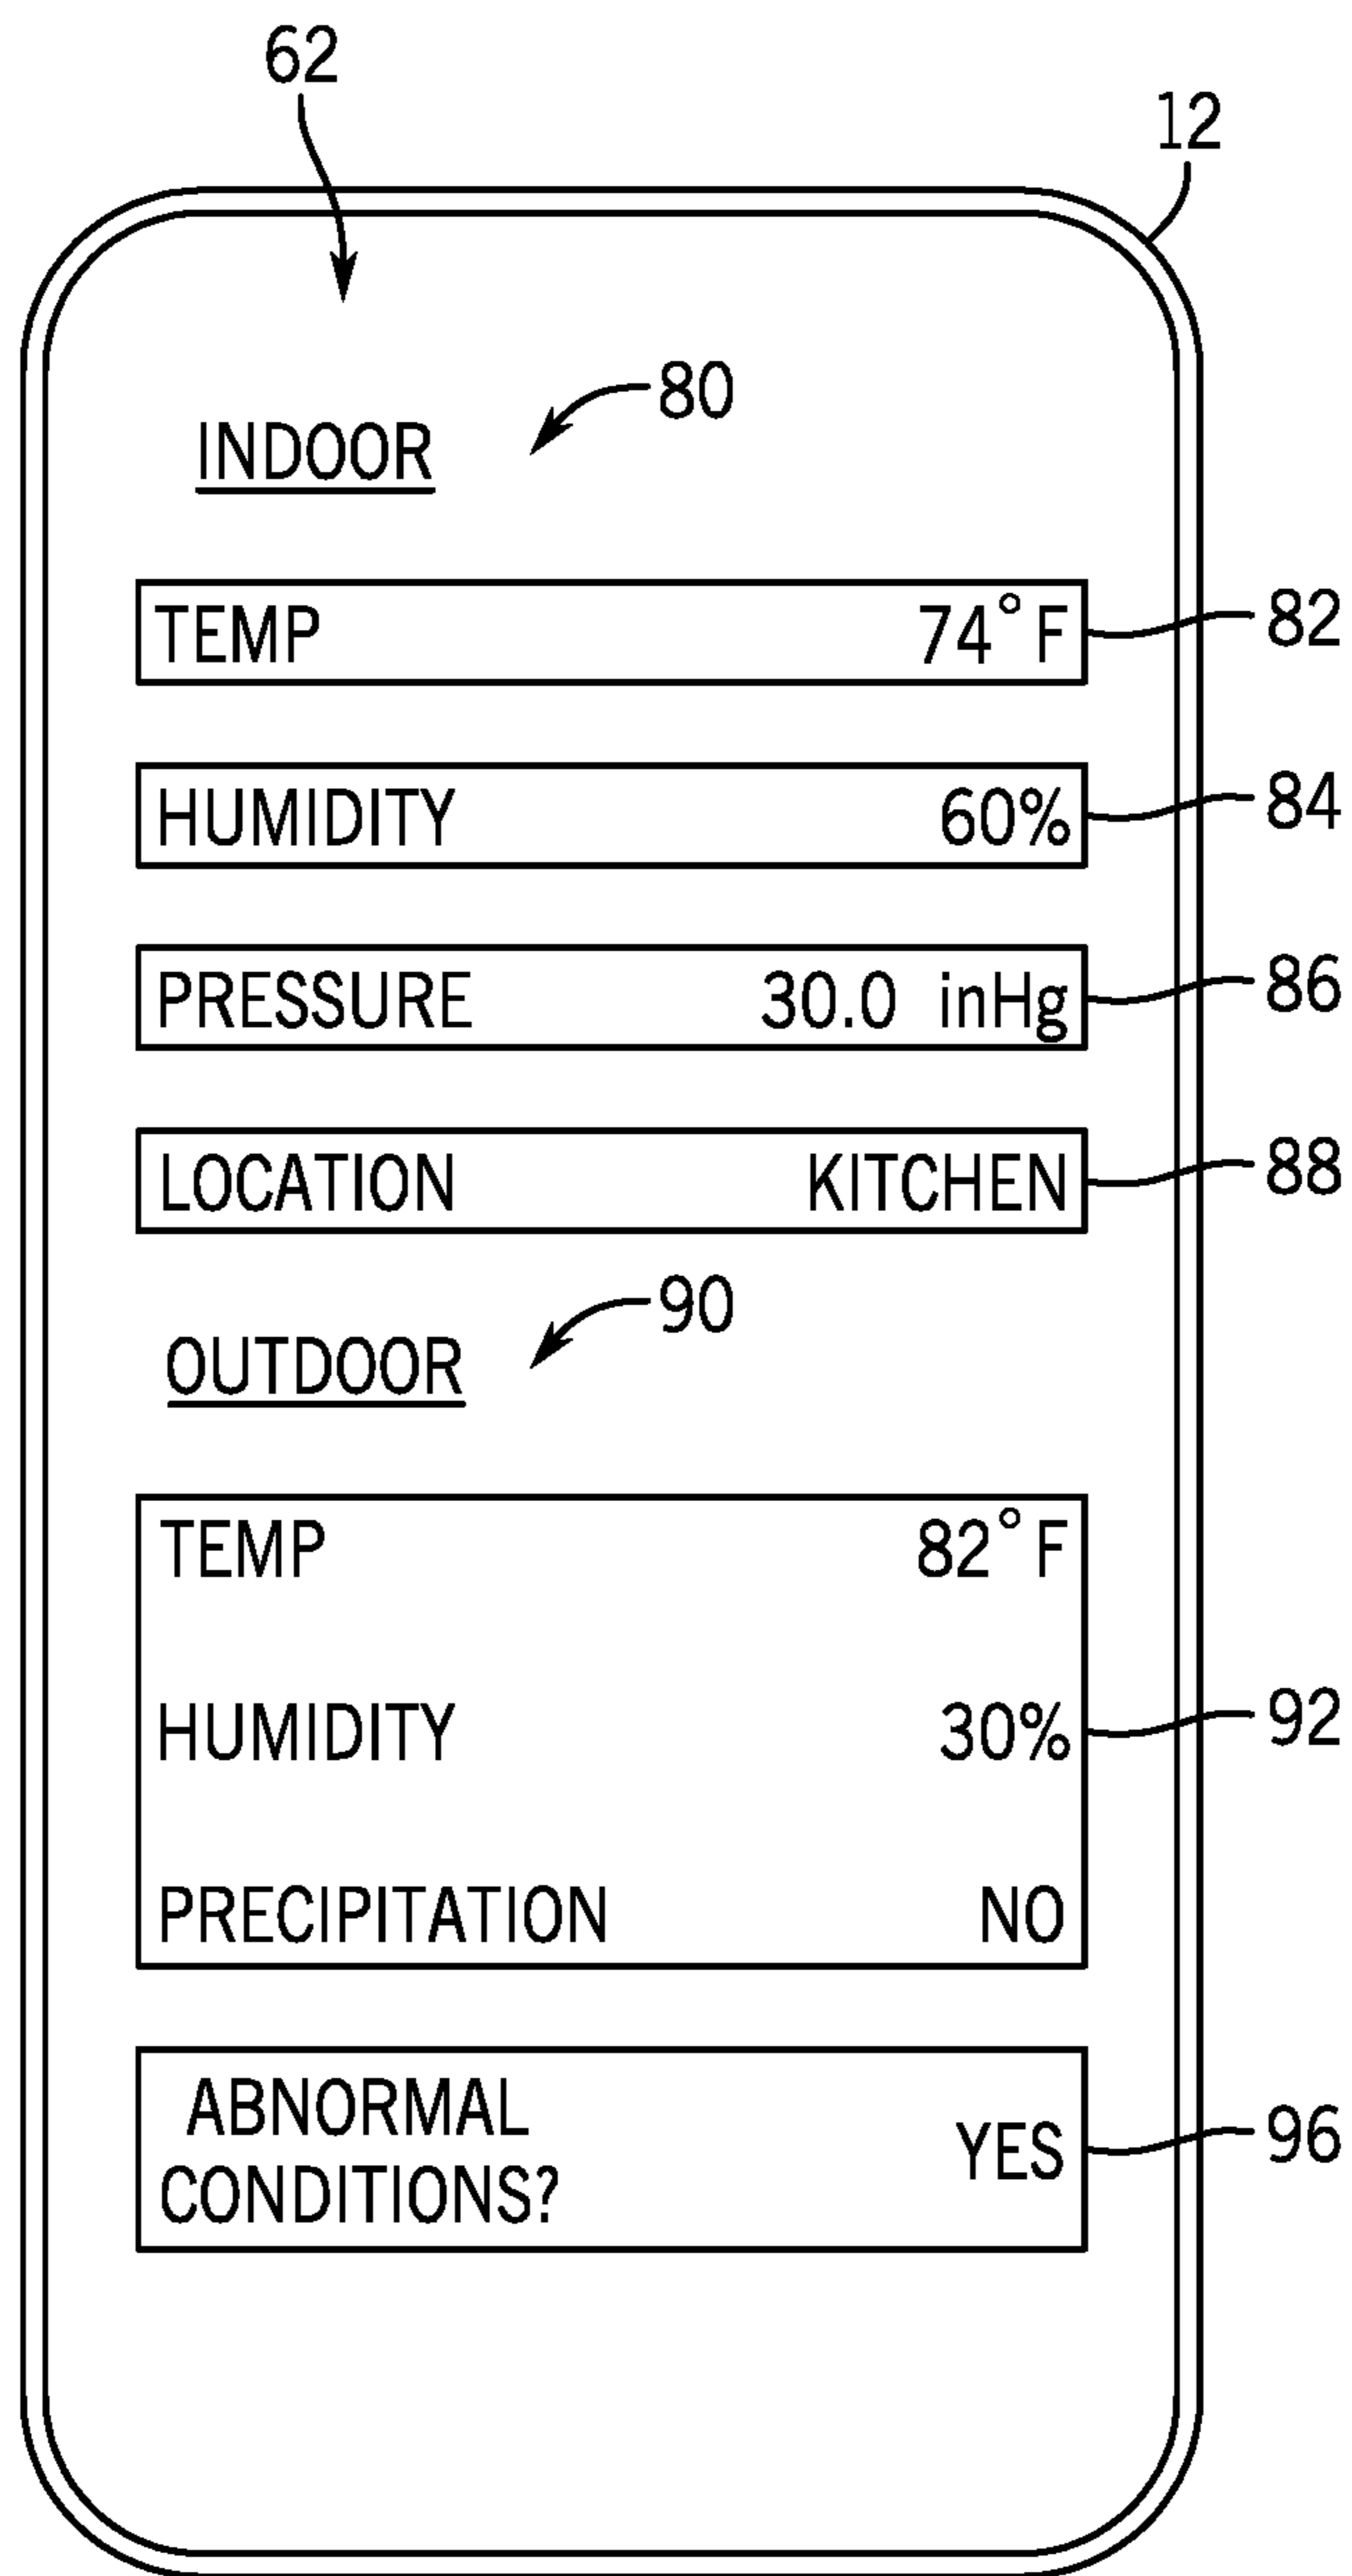 62
12
INDOOR
80
TEMP 74°F
82
HUMIDITY 60%
84
PRESSURE 30.0 inHg
86
LOCATION KITCHEN
88
OUTDOOR
90
TEMP 82°F
HUMIDITY 30%
92
PRECIPITATION NO
ABNORMAL
CONDITIONS?
YES
96